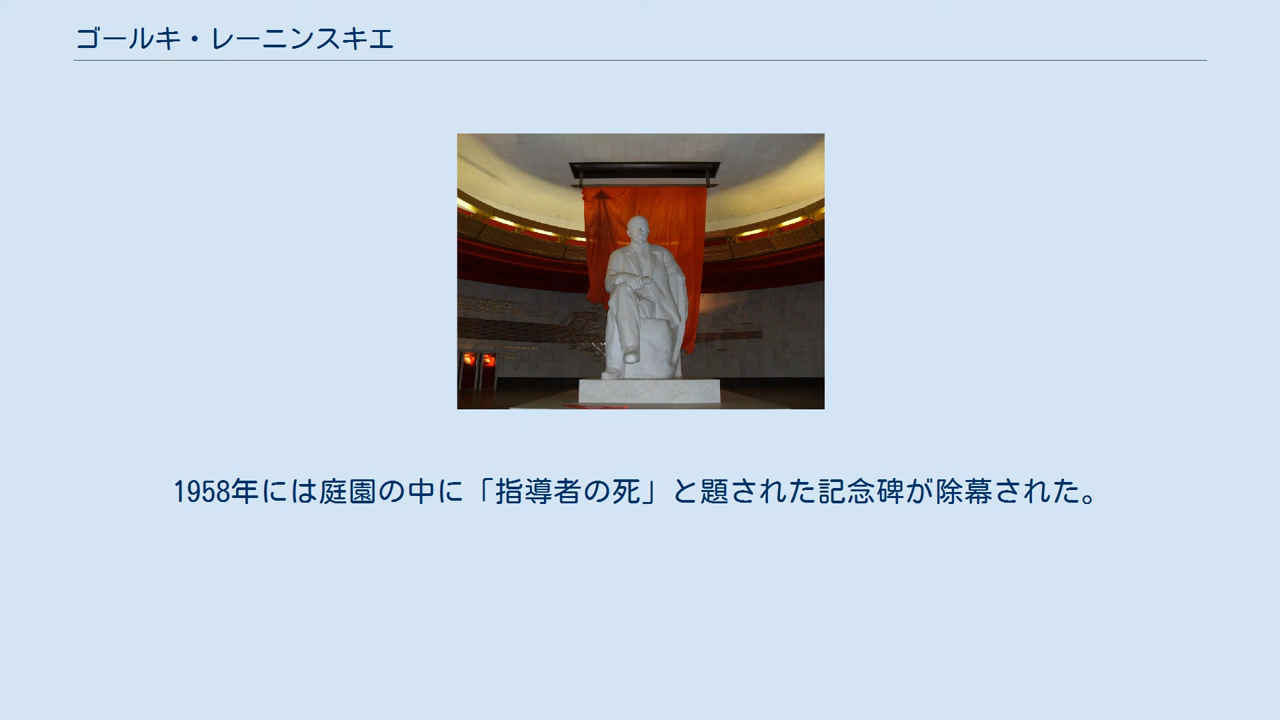 ゴールキ・レーニンスキエ
1958年には庭園の中に「指導者の死」と題された記念碑が除幕された。